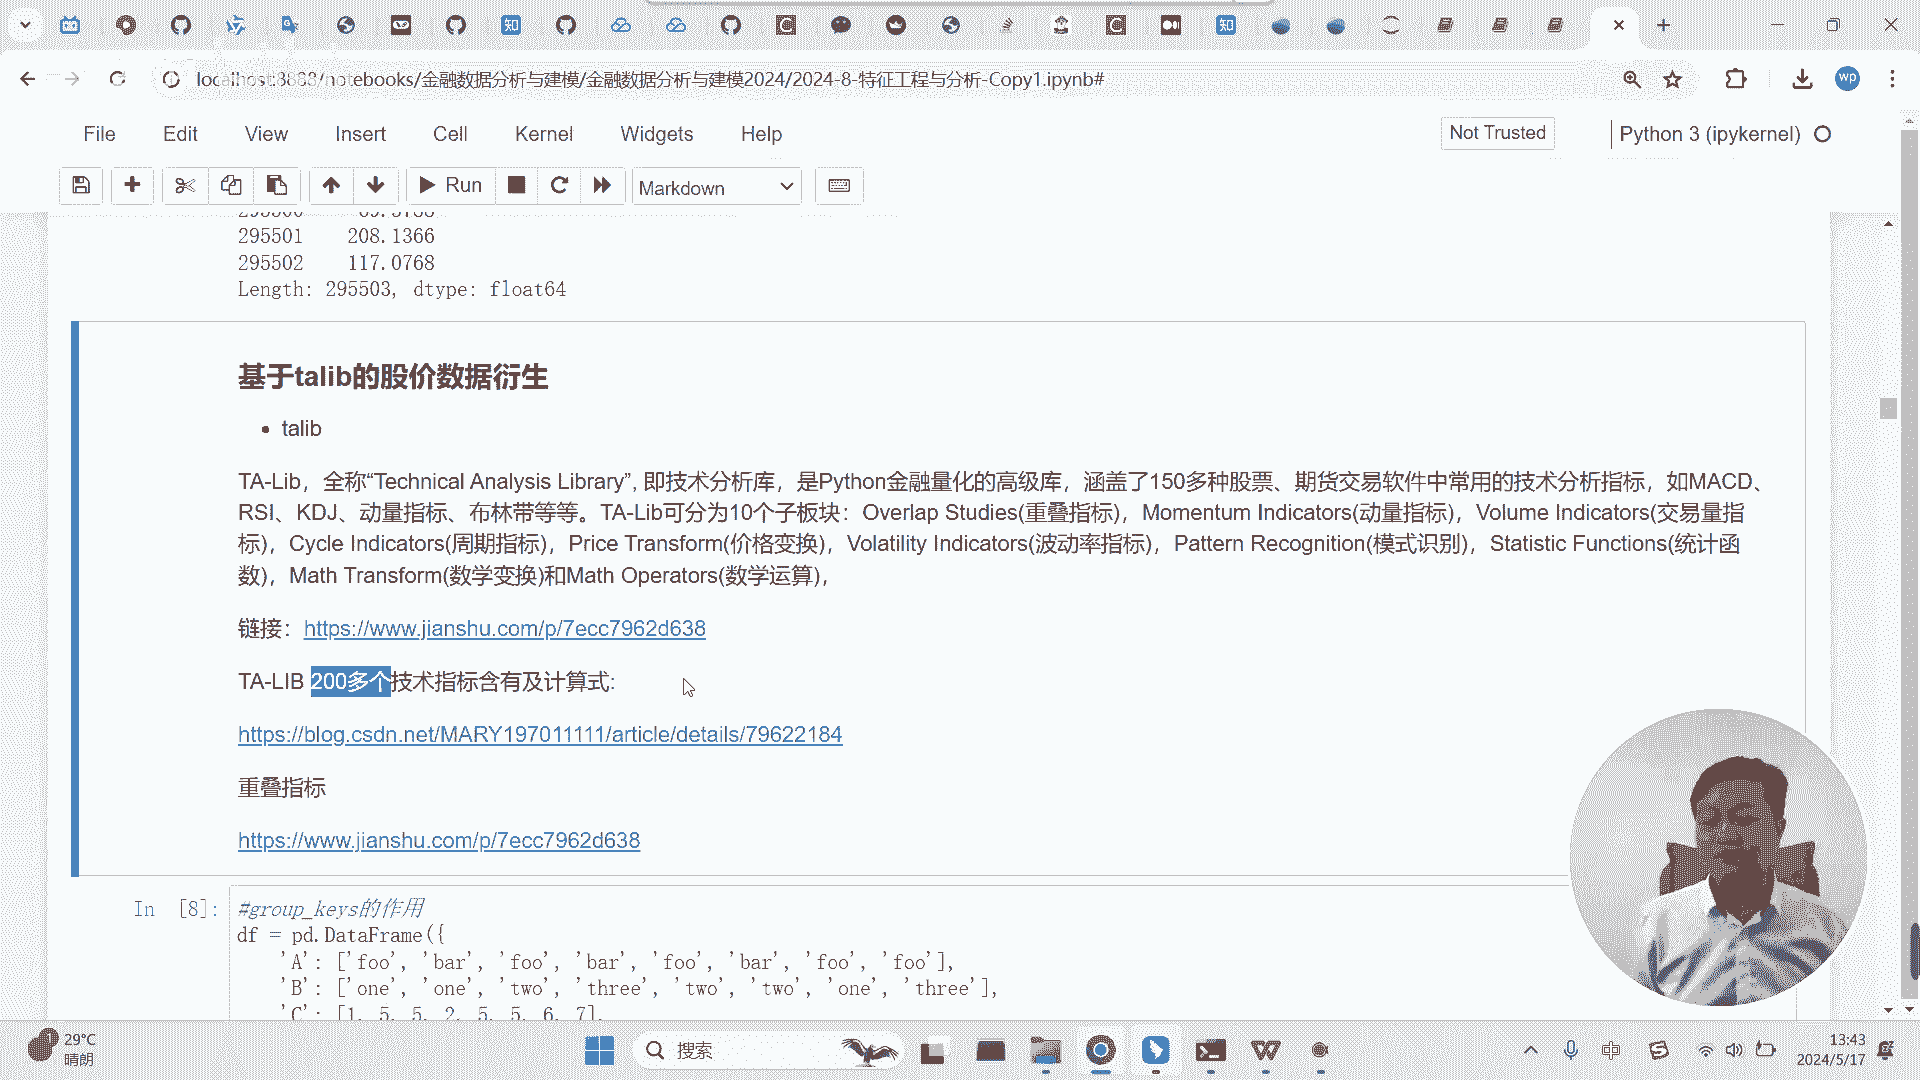 localhost:8888/notebooks/金融数据分析与建模/金融数据分析与建模2024/2024-8-特征工程与分析-Copy1.ipynb#
wp
File Edit View Insert Cell Kernel Widgets Help
Not Trusted
Python 3 (ipykernel)
Run
Markdown
295501 208.1366
295502 117.0768
Length: 295503, dtype: float64
基于talib的股价数据衍生
• talib
TA-Lib，全称“Technical Analysis Library”, 即技术分析库，是Python金融量化的高级库，涵盖了150多种股票、期货交易软件中常用的技术分析指标，如MACD、
RSI、KDJ、动量指标、布林带等等。TA-Lib可分为10个子板块：Overlap Studies(重叠指标)，Momentum Indicators(动量指标)，Volume Indicators(交易量指
标)，Cycle Indicators(周期指标)，Price Transform(价格变换)，Volatility Indicators(波动率指标)，Pattern Recognition(模式识别)，Statistic Functions(统计函
数)，Math Transform(数学变换)和Math Operators(数学运算)，
链接：https://www.jianshu.com/p/7ecc7962d638
TA-LIB 200多个技术指标含有及计算式:
https://blog.csdn.net/MARY197011111/article/details/79622184
重叠指标
https://www.jianshu.com/p/7ecc7962d638
In [8]:
#group_keys的作用
df = pd.DataFrame({
'A': ['foo', 'bar', 'foo', 'bar', 'foo', 'bar', 'foo', 'foo'],
'B': ['one', 'one', 'two', 'three', 'two', 'two', 'one', 'three'],
'C': [1, 5, 5, 2, 5, 5, 6, 7],
29°C
晴朗
搜索
中
13:43
2024/5/17